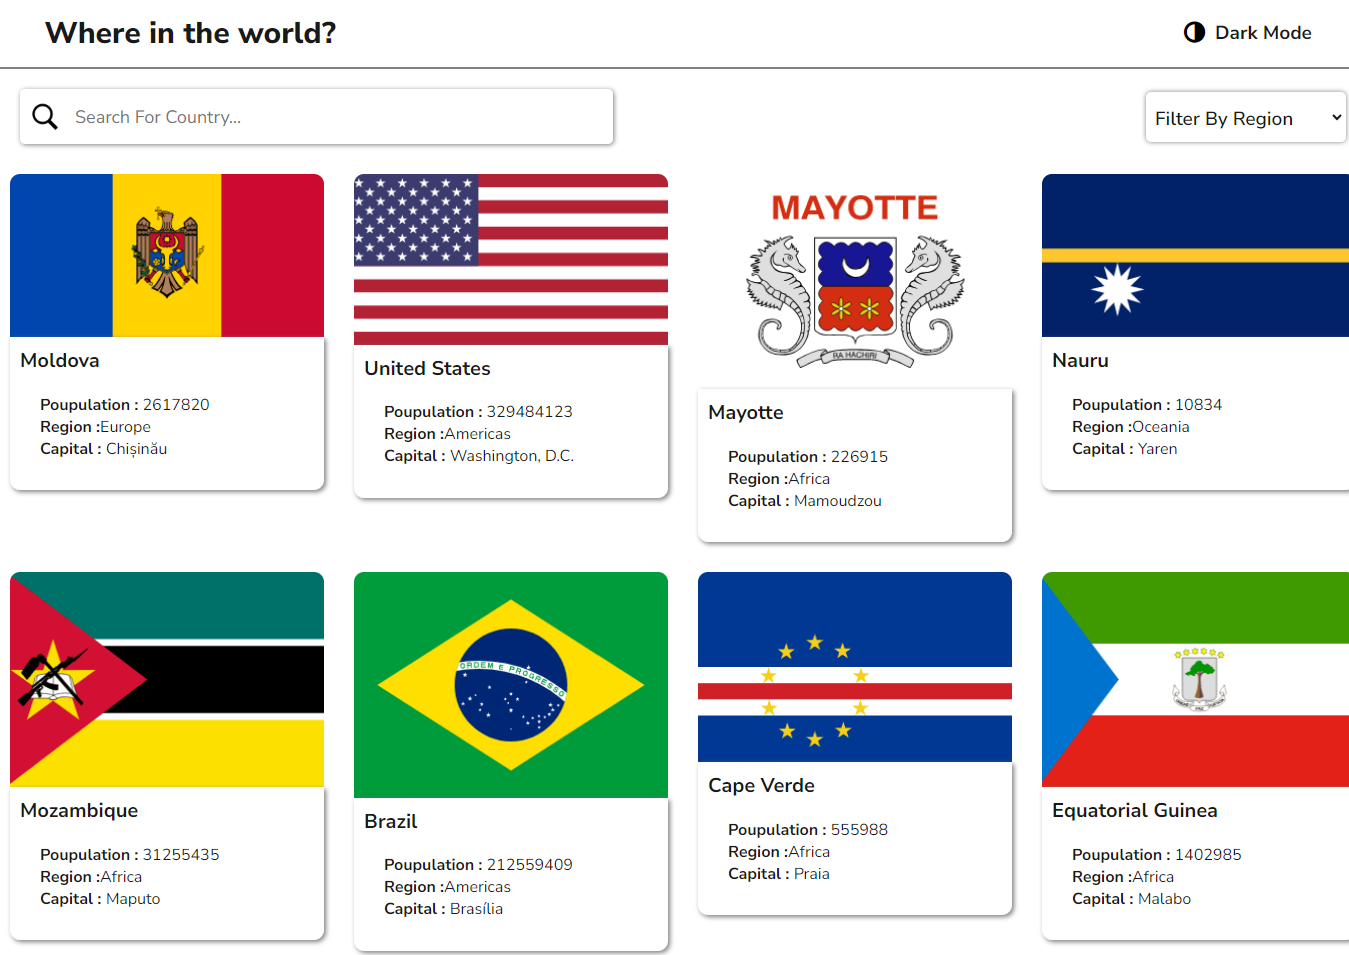 Where in the world?
Dark Mode
Search For Country...
Filter By Region
MAYOTTE
RA HACHIRI
Moldova
Poupulation : 2617820
Region :Europe
Capital : Chișinău
United States
Poupulation : 329484123
Region :Americas
Capital : Washington, D.C.
Mayotte
Poupulation : 226915
Region :Africa
Capital : Mamoudzou
Nauru
Poupulation : 10834
Region :Oceania
Capital : Yaren
ORDEM E PROGRESSO
Mozambique
Poupulation : 31255435
Region :Africa
Capital : Maputo
Brazil
Poupulation : 212559409
Region :Americas
Capital : Brasília
Cape Verde
Poupulation : 555988
Region :Africa
Capital : Praia
Equatorial Guinea
Poupulation : 1402985
Region :Africa
Capital : Malabo